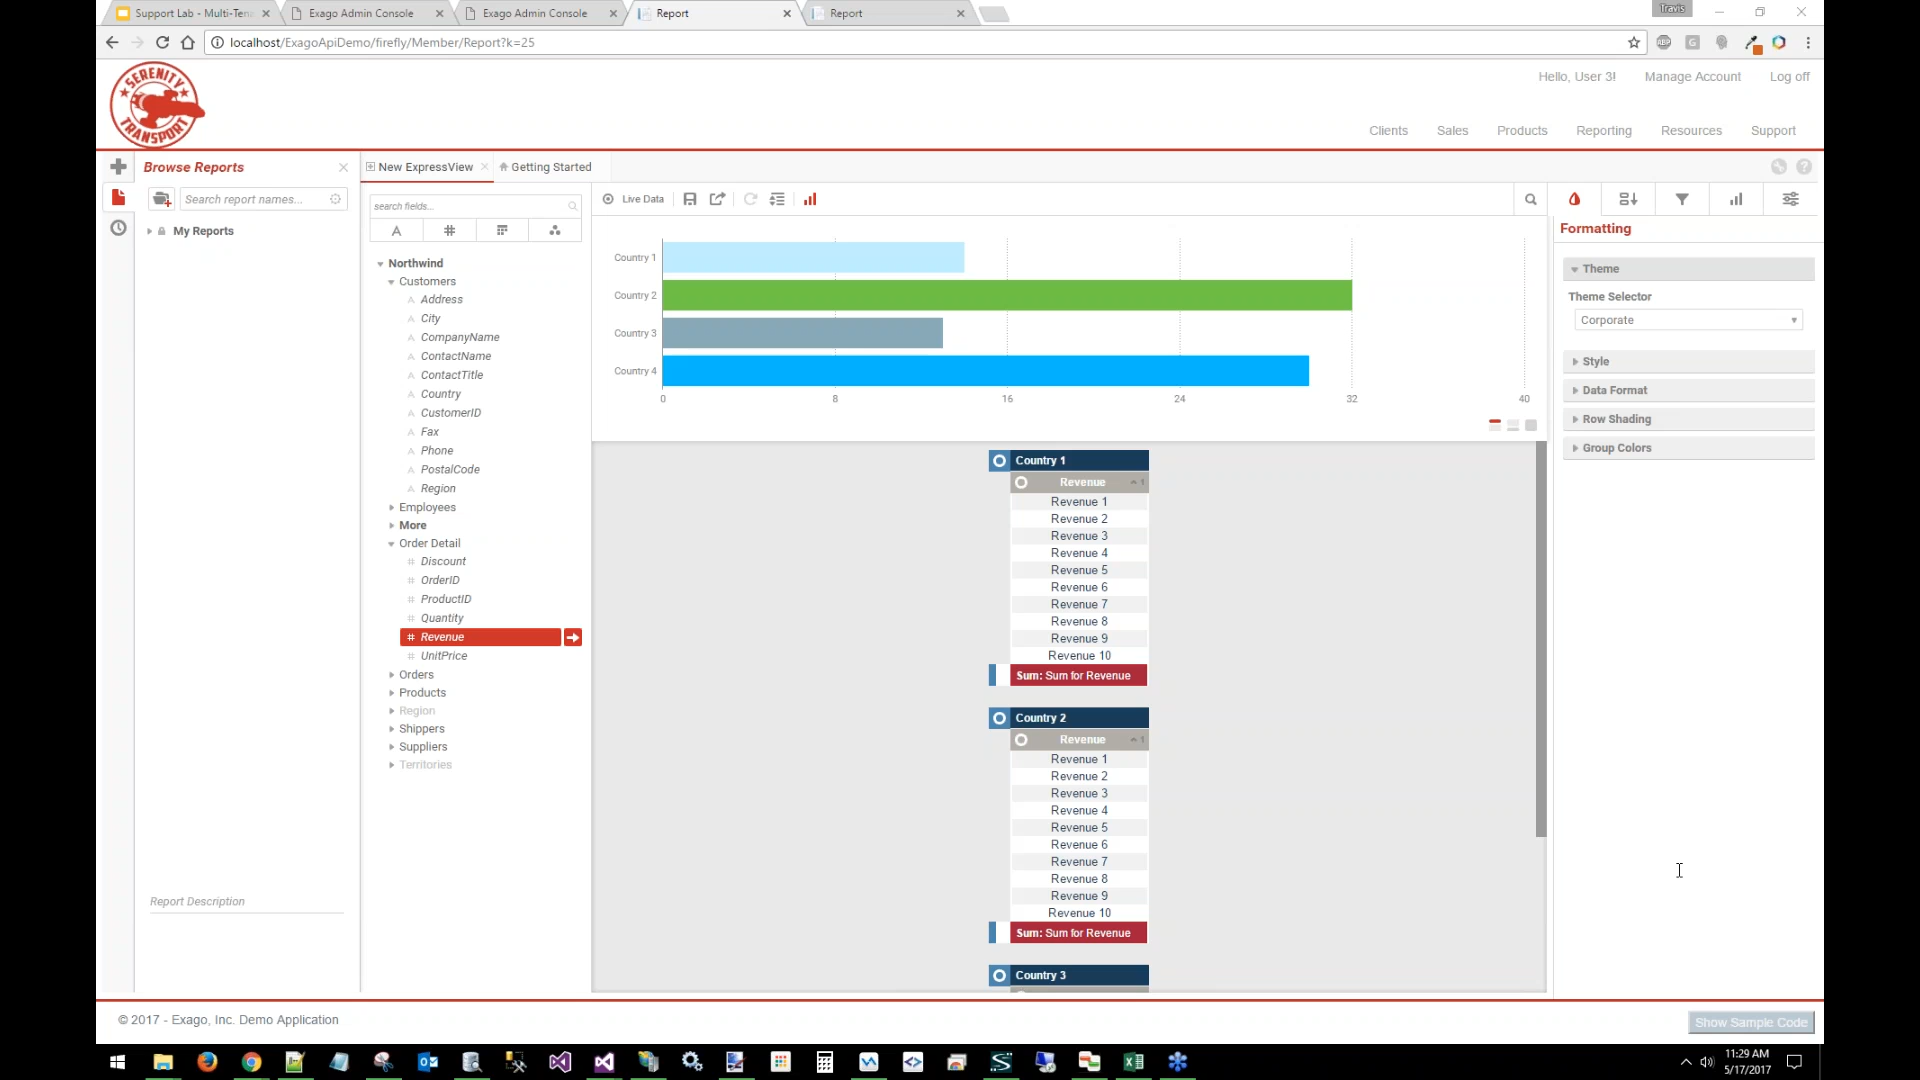 Support Lab - Multi-Ten
Exago Admin Console
Exago Admin Console
Report
Report
Travis
localhost/ExagoApiDemo/firefly/Member/Report?k=25
SERENITY
TRANSPORT
Hello, User 3!
Manage Account
Log off
Clients
Sales
Products
Reporting
Resources
Support
Browse Reports
New ExpressView
Getting Started
Search report names...
My Reports
Report Description
search fields...
A
#
Northwind
Customers
A Address
A City
A CompanyName
A ContactName
A ContactTitle
A Country
A CustomerID
A Fax
A Phone
A PostalCode
A Region
Employees
More
Order Detail
# Discount
# OrderID
# ProductID
# Quantity
# Revenue
# UnitPrice
Orders
Products
Region
Shippers
Suppliers
Territories
Live Data
Country 1
Country 2
Country 3
Country 4
0 8 16 24 32 40
Country 1
Revenue 1
Revenue 1
Revenue 2
Revenue 3
Revenue 4
Revenue 5
Revenue 6
Revenue 7
Revenue 8
Revenue 9
Revenue 10
Sum: Sum for Revenue
Country 2
Revenue 1
Revenue 1
Revenue 2
Revenue 3
Revenue 4
Revenue 5
Revenue 6
Revenue 7
Revenue 8
Revenue 9
Revenue 10
Sum: Sum for Revenue
Country 3
Formatting
Theme
Theme Selector
Corporate
Style
Data Format
Row Shading
Group Colors
© 2017 - Exago, Inc. Demo Application
Show Sample Code
11:29 AM
5/17/2017